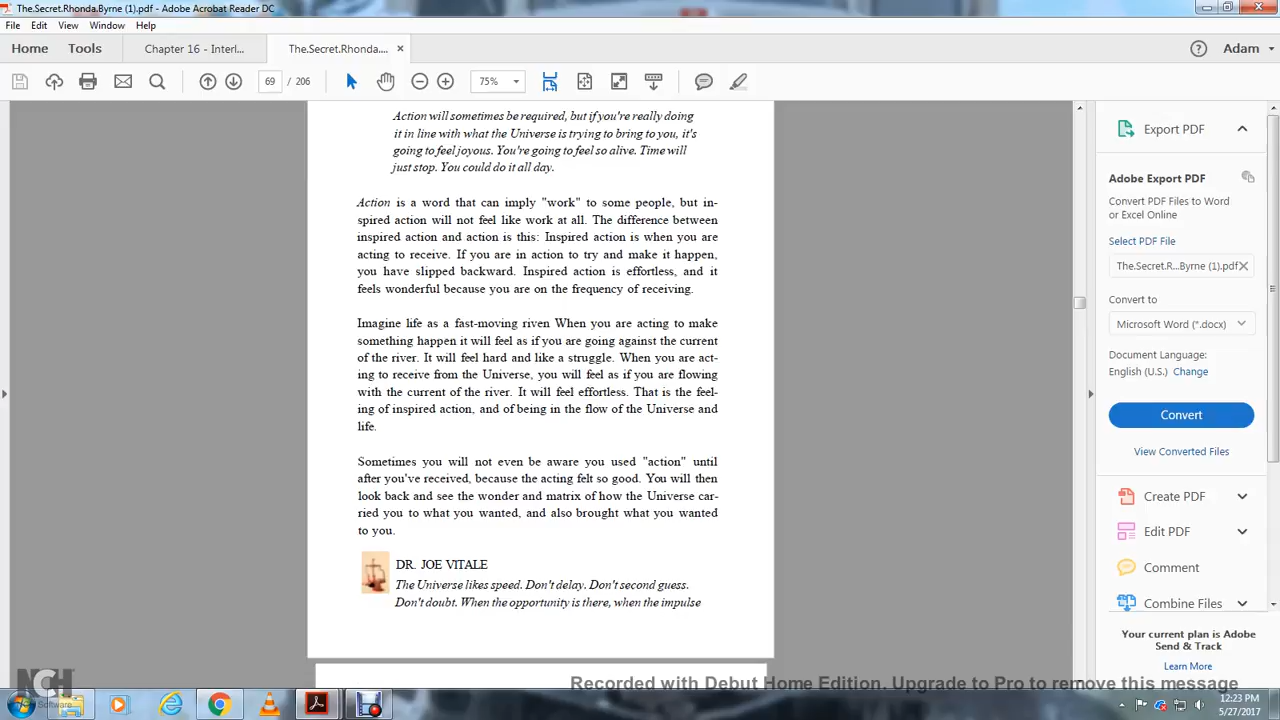 The.Secret.Rhonda.Byrne (1).pdf - Adobe Acrobat Reader DC
File Edit View Window Help
Home Tools Chapter 16 - Interl... The.Secret.Rhonda.... × Adam
69 / 206 75%
Action will sometimes be required, but if you're really doing
it in line with what the Universe is trying to bring to you, it's
going to feel joyous. You're going to feel so alive. Time will
just stop. You could do it all day.
Action is a word that can imply "work" to some people, but in-
spired action will not feel like work at all. The difference between
inspired action and action is this: Inspired action is when you are
acting to receive. If you are in action to try and make it happen,
you have slipped backward. Inspired action is effortless, and it
feels wonderful because you are on the frequency of receiving.
Imagine life as a fast-moving riven When you are acting to make
something happen it will feel as if you are going against the current
of the river. It will feel hard and like a struggle. When you are act-
ing to receive from the Universe, you will feel as if you are flowing
with the current of the river. It will feel effortless. That is the feel-
ing of inspired action, and of being in the flow of the Universe and
life.
Sometimes you will not even be aware you used "action" until
after you've received, because the acting felt so good. You will then
look back and see the wonder and matrix of how the Universe car-
ried you to what you wanted, and also brought what you wanted
to you.
DR. JOE VITALE
The Universe likes speed. Don't delay. Don't second guess.
Don't doubt. When the opportunity is there, when the impulse
Export PDF
Adobe Export PDF
Convert PDF Files to Word
or Excel Online
Select PDF File
The.Secret.R...Byrne (1).pdf
Convert to
Microsoft Word (*.docx)
Document Language:
English (U.S.) Change
Convert
View Converted Files
Create PDF
Edit PDF
Comment
Combine Files
Your current plan is Adobe
Send & Track
Learn More
NCH
Software
Recorded with Debut Home Edition. Upgrade to Pro to remove this message
12:23 PM
5/27/2017